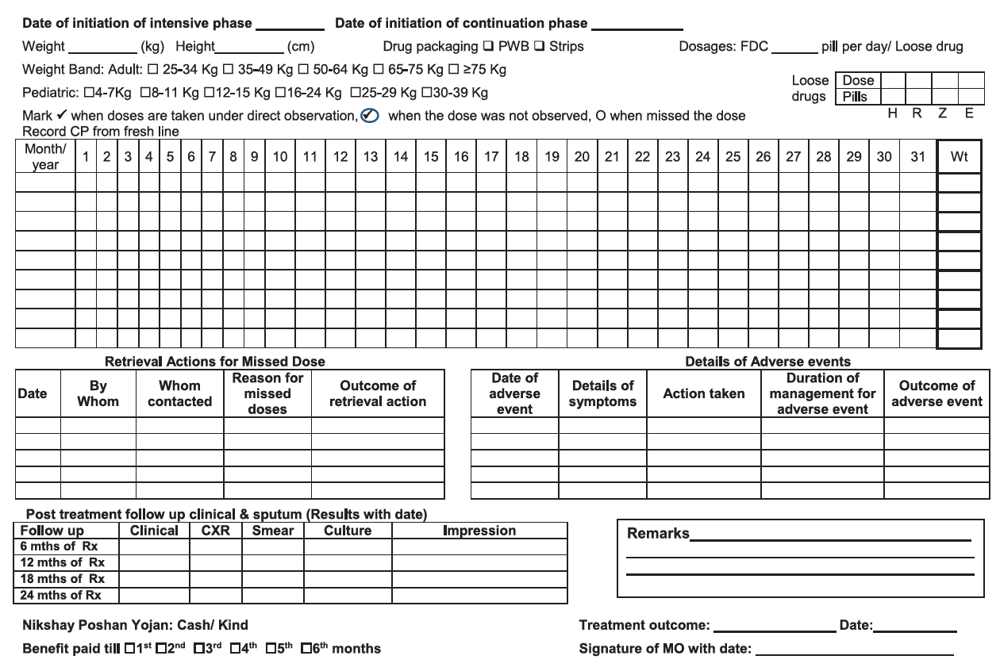 Date of initiation of intensive phase ________ Date of initiation of continuation phase ___________
Weight ________ (kg) Height________ (cm) Drug packaging ❏ PWB ❏ Strips Dosages: FDC ______ pill per day/ Loose drug
Weight Band: Adult: ☐ 25-34 Kg ☐ 35-49 Kg ☐ 50-64 Kg ☐ 65-75 Kg ☐ ≥75 Kg
Pediatric: ☐4-7Kg ☐8-11 Kg ☐12-15 Kg ☐16-24 Kg ☐25-29 Kg ☐30-39 Kg
Loose drugs Dose
Pills
H R Z E
Mark ✓ when doses are taken under direct observation, ✓ when the dose was not observed, O when missed the dose
Record CP from fresh line
Month/ year 1 2 3 4 5 6 7 8 9 10 11 12 13 14 15 16 17 18 19 20 21 22 23 24 25 26 27 28 29 30 31 Wt
Retrieval Actions for Missed Dose
Date By Whom Whom contacted Reason for missed doses Outcome of retrieval action
Details of Adverse events
Date of adverse event Details of symptoms Action taken Duration of management for adverse event Outcome of adverse event
Post treatment follow up clinical & sputum (Results with date)
Follow up Clinical CXR Smear Culture Impression
6 mths of Rx
12 mths of Rx
18 mths of Rx
24 mths of Rx
Remarks
Nikshay Poshan Yojan: Cash/ Kind
Benefit paid till ☐1st ☐2nd ☐3rd ☐4th ☐5th ☐6th months
Treatment outcome: ______________ Date:__________
Signature of MO with date: ______________________